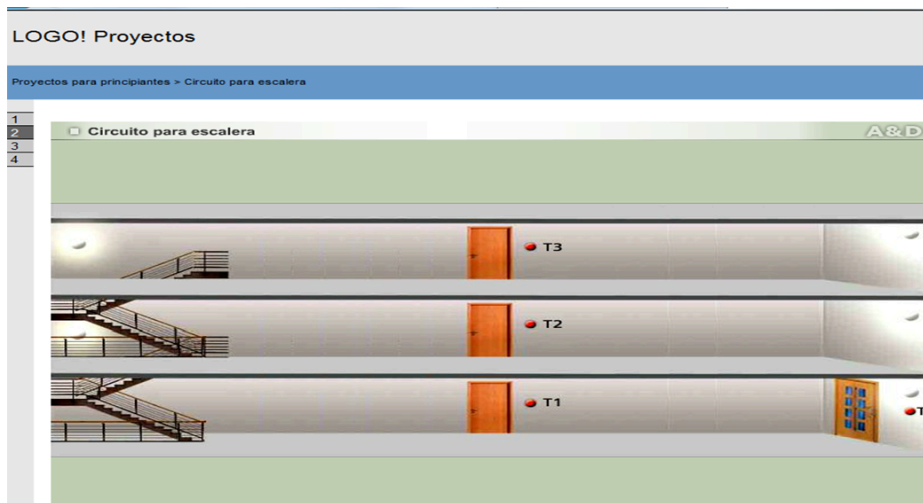 LOGO! Proyectos
Proyectos para principiantes > Circuito para escalera
1
2
3
4
Circuito para escalera
A&D
T3
T2
T1
T